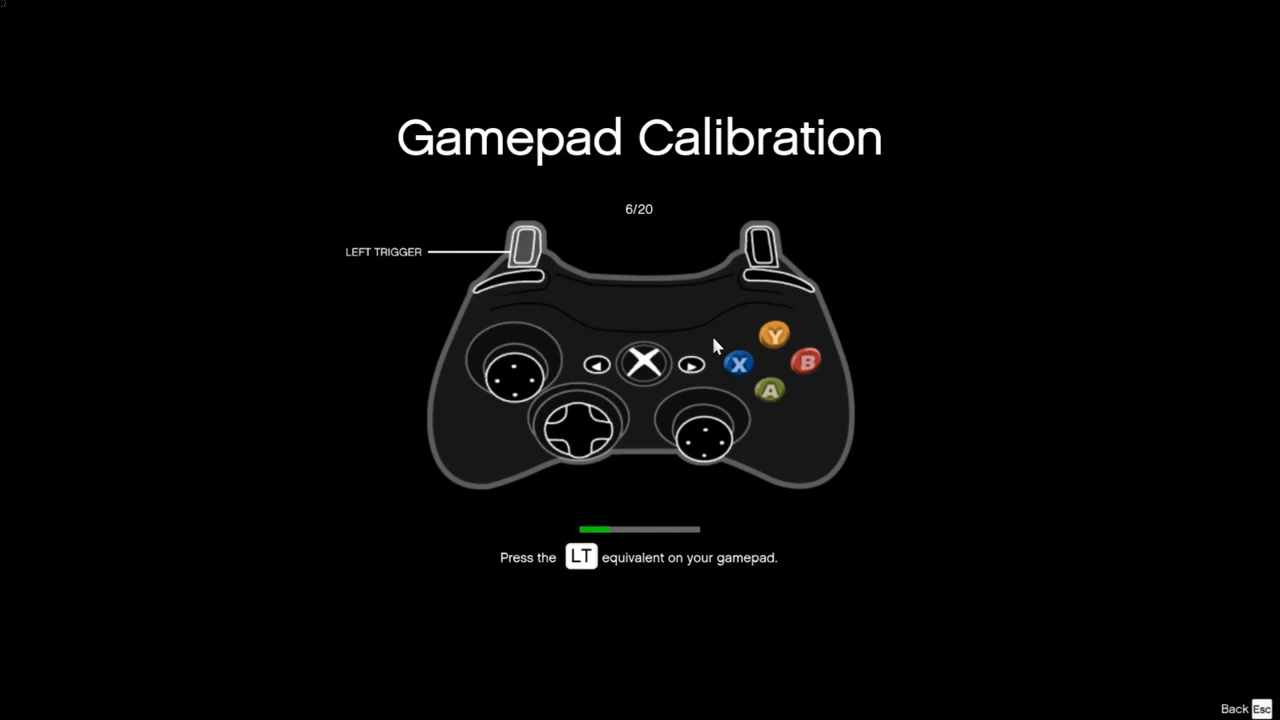 Gamepad Calibration
6/20
LEFT TRIGGER
Y
X
B
A
Press the LT equivalent on your gamepad.
Back Esc